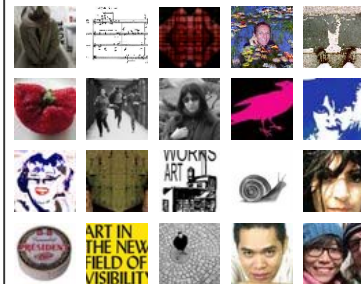 WORKS
ART
PRESIDENT
ART IN
THE NEW
FIELD OF
VISIBILITY